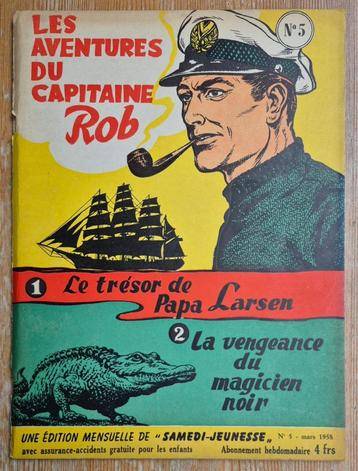 LES
AVENTURES
DU
CAPITAINE
Rob
N° 5
1 Le trésor de
Papa Larsen
2 La vengeance
du
magicien
noir
UNE ÉDITION MENSUELLE DE "SAMEDI-JEUNESSE„ N° 5 - mars 1958
avec assurance-accidents gratuite pour les enfants Abonnement hebdomadaire 4 frs